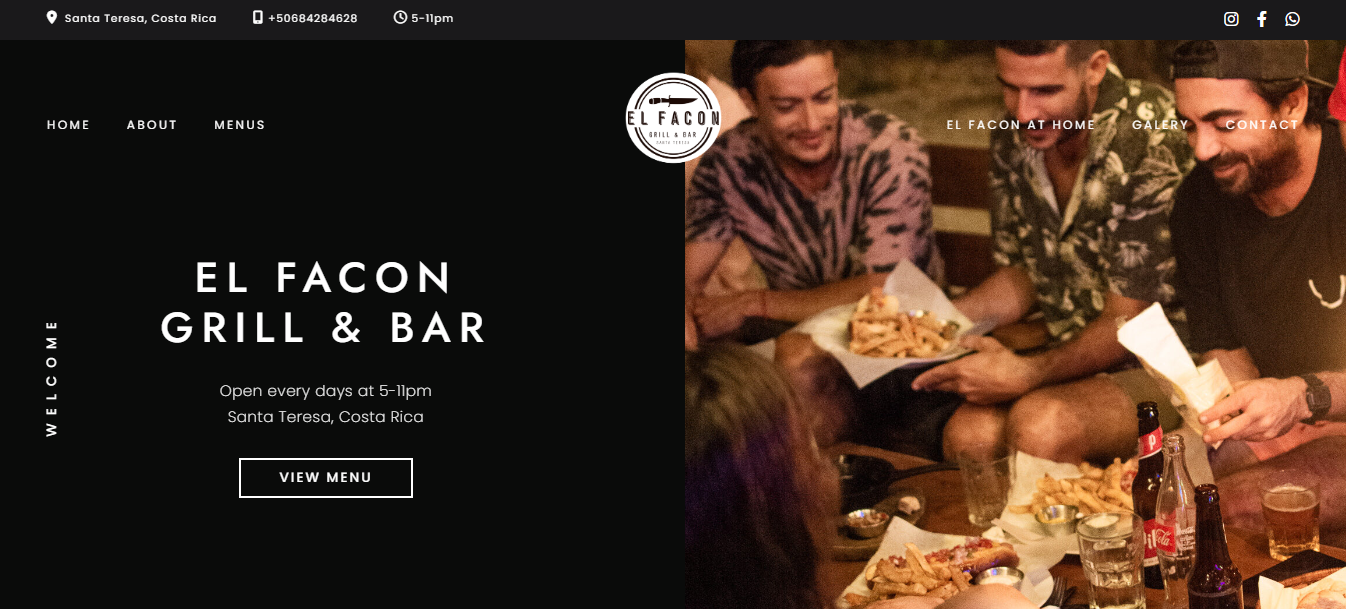 Santa Teresa, Costa Rica
+50684284628
5-11pm
HOME
ABOUT
MENUS
EL FACON
GRILL & BAR
SANTA TERESA
EL FACON AT HOME
GALERY
CONTACT
EL FACON
GRILL & BAR
WELCOME
Open every days at 5-11pm
Santa Teresa, Costa Rica
VIEW MENU